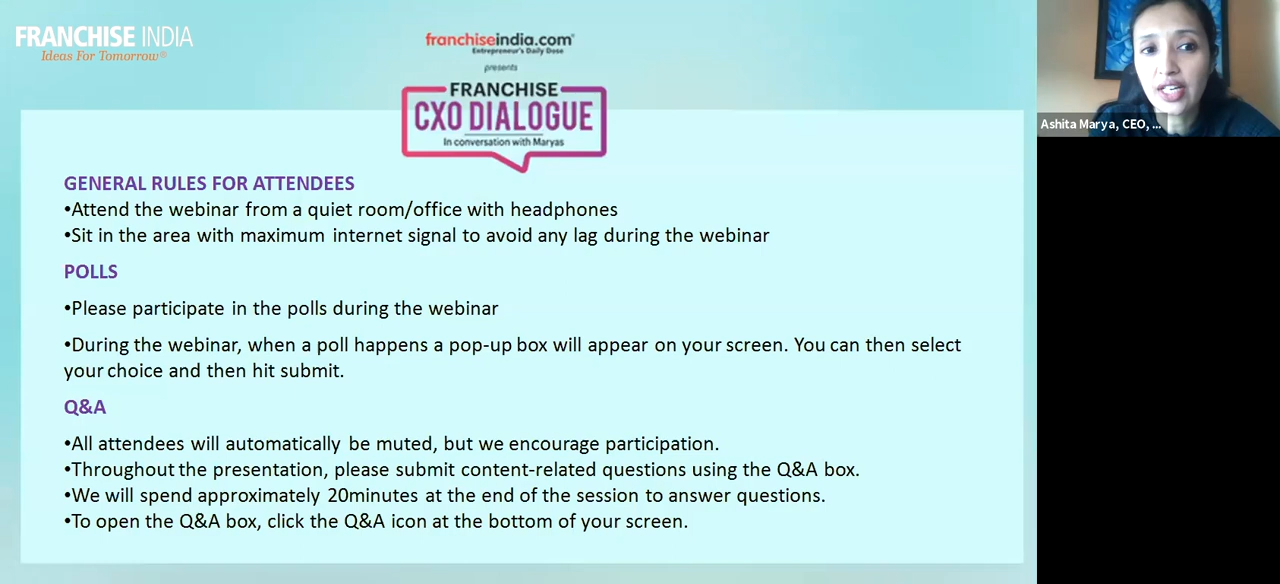 FRANCHISE INDIA
Ideas For Tomorrow®
franchiseindia.com
Entrepreneur's Daily Dose
presents
FRANCHISE
CXO DIALOGUE
In conversation with Maryas
Ashita Marya, CEO, ...
GENERAL RULES FOR ATTENDEES
•Attend the webinar from a quiet room/office with headphones
•Sit in the area with maximum internet signal to avoid any lag during the webinar
POLLS
•Please participate in the polls during the webinar
•During the webinar, when a poll happens a pop-up box will appear on your screen. You can then select
your choice and then hit submit.
Q&A
•All attendees will automatically be muted, but we encourage participation.
•Throughout the presentation, please submit content-related questions using the Q&A box.
•We will spend approximately 20minutes at the end of the session to answer questions.
•To open the Q&A box, click the Q&A icon at the bottom of your screen.